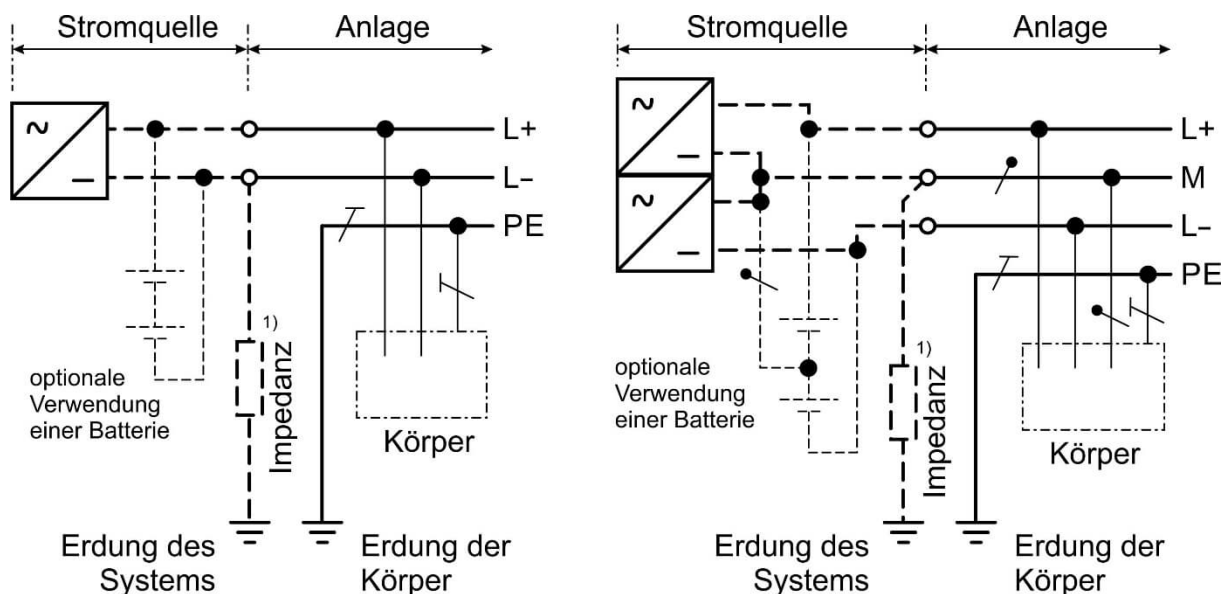 Stromquelle
Anlage
~
–
L+
L–
PE
optionale
Verwendung
einer Batterie
1)
Impedanz
Körper
Erdung des
Systems
Erdung der
Körper
Stromquelle
Anlage
~
–
~
–
L+
M
L–
PE
optionale
Verwendung
einer Batterie
1)
Impedanz
Körper
Erdung des
Systems
Erdung der
Körper